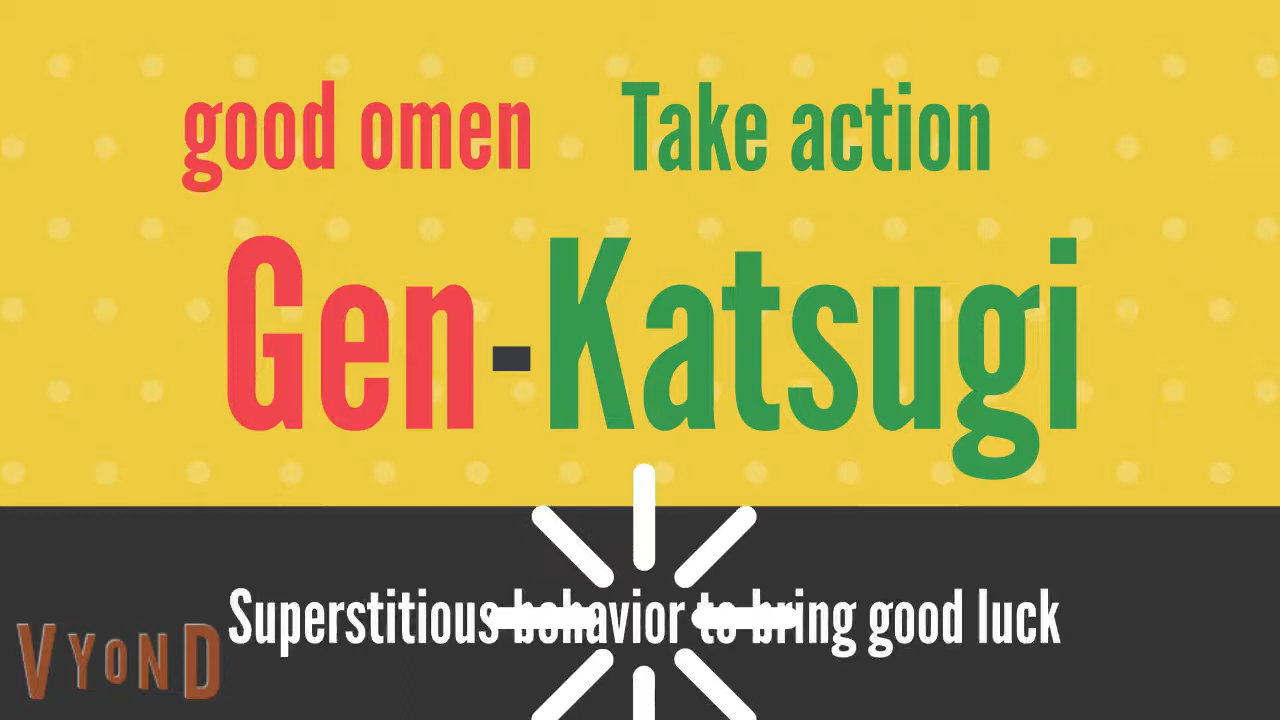 good omen Take action
Gen-Katsugi
Superstitious behavior to bring good luck
VYOND